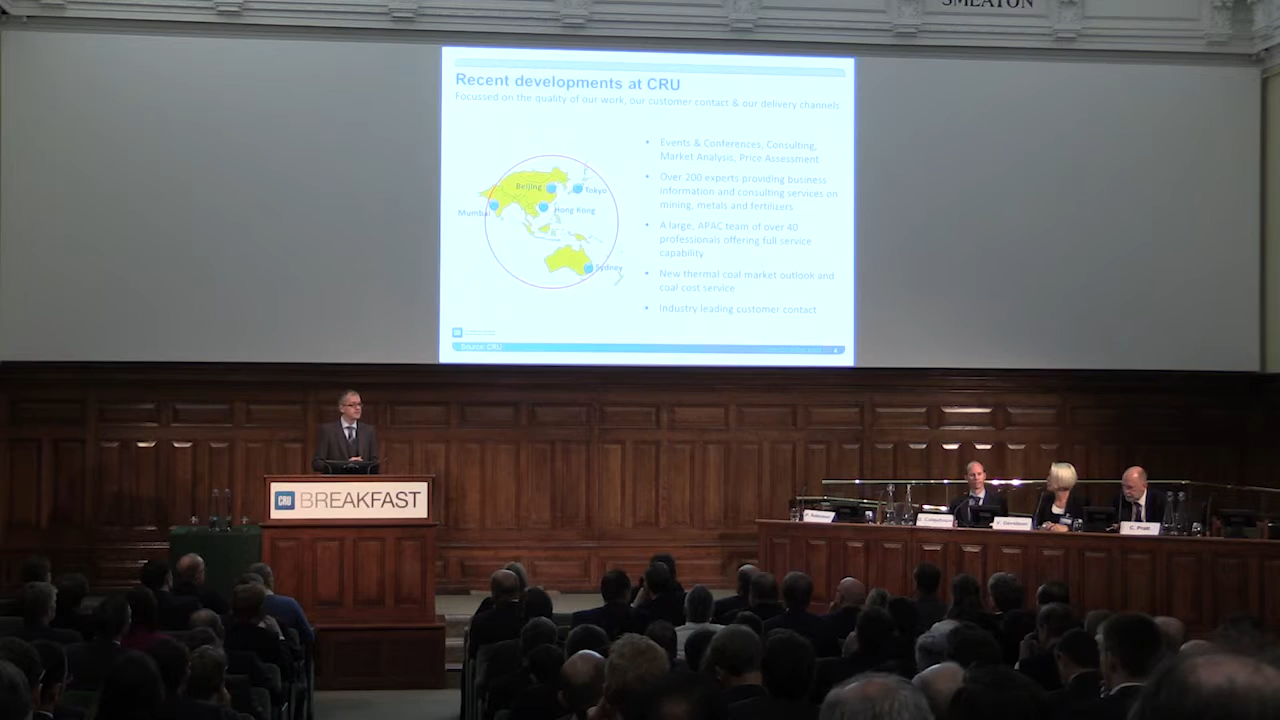 SMEATON
Recent developments at CRU
Focussed on the quality of our work, our customer contact & our delivery channels
• Events & Conferences, Consulting,
Market Analysis, Price Assessment
• Over 200 experts providing business
information and consulting services on
mining, metals and fertilizers
• A large, APAC team of over 40
professionals offering full service
capability
• New thermal coal market outlook and
coal cost service
• Industry leading customer contact
Beijing
Tokyo
Mumbai
Hong Kong
Sydney
Source: CRU
4
CRU BREAKFAST
V. Davidson
C. Pratt